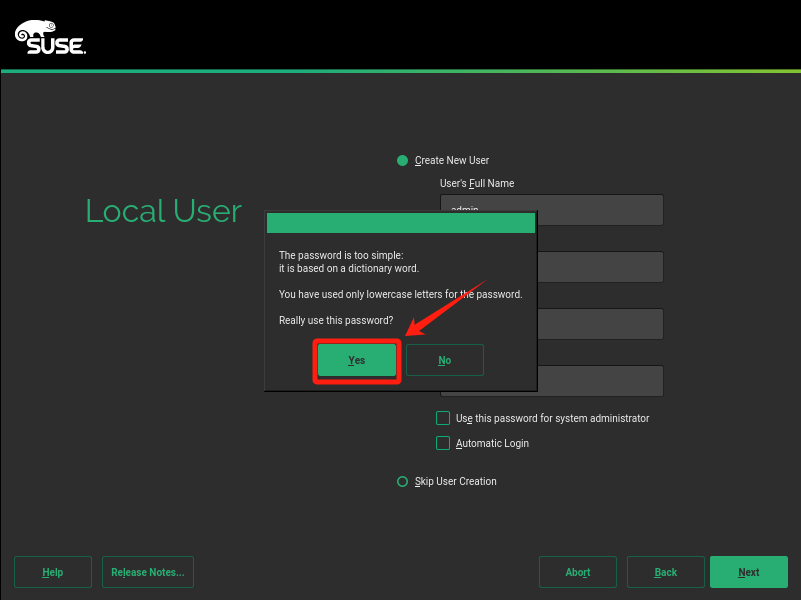 SUSE.
Create New User
User's Full Name
Local User
admin
The password is too simple:
it is based on a dictionary word.
You have used only lowercase letters for the password.
Really use this password?
Yes
No
Use this password for system administrator
Automatic Login
Skip User Creation
Help
Release Notes...
Abort
Back
Next